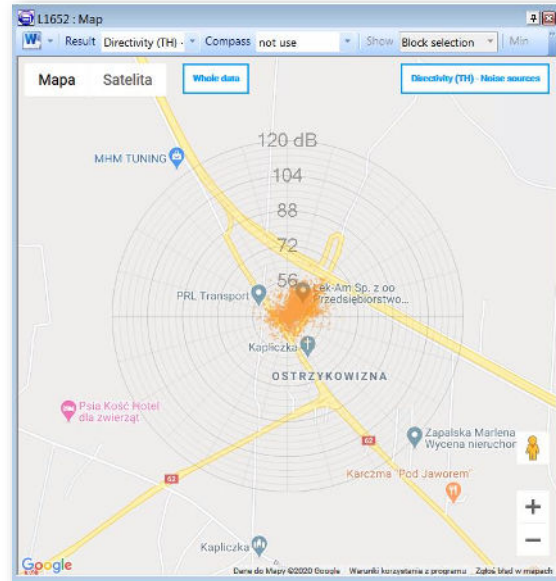 L1652 : Map
Result Directivity (TH) - Compass not use Show Block selection Min
Mapa Satelita
Whole data
Directivity (TH) - Noise sources
120 dB
MHM TUNING
104
88
72
56
Lek-Am Sp. z oo
Przedsiębiorstwo...
PRL Transport
Kapliczka
OSTRZYKOWIZNA
Psia Kość Hotel
dla zwierząt
62
Zapalska Marlena
Wycena nieruchom
Karczma "Pod Jaworem"
62
Kapliczka
Google
Dane do Mapy ©2020 Google Warunki korzystania z programu Zgłoś błąd w mapach